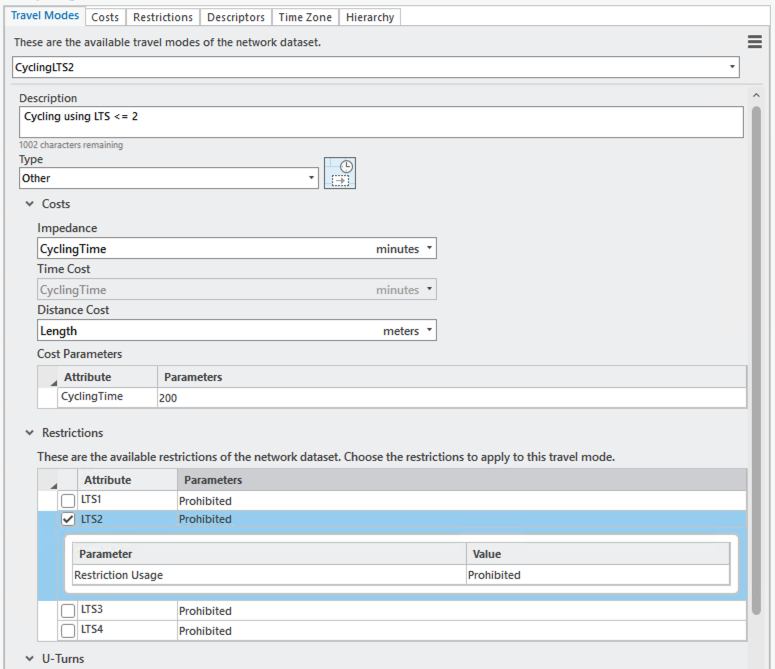 Travel Modes Costs Restrictions Descriptors Time Zone Hierarchy
These are the available travel modes of the network dataset.
CyclingLTS2
Description
Cycling using LTS <= 2
1002 characters remaining
Type
Other
Costs
Impedance
CyclingTime minutes
Time Cost
CyclingTime minutes
Distance Cost
Length meters
Cost Parameters
Attribute Parameters
CyclingTime 200
Restrictions
These are the available restrictions of the network dataset. Choose the restrictions to apply to this travel mode.
Attribute Parameters
LTS1 Prohibited
LTS2 Prohibited
Parameter Value
Restriction Usage Prohibited
LTS3 Prohibited
LTS4 Prohibited
U-Turns